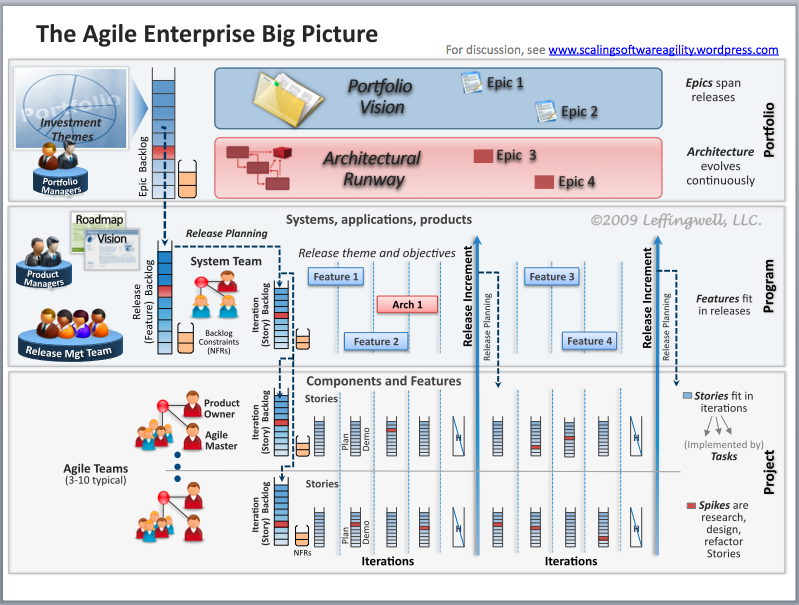 The Agile Enterprise Big Picture
For discussion, see www.scalingsoftwareagility.wordpress.com
Portfolio
Investment
Themes
Portfolio
Managers
Epic Backlog
Portfolio
Vision
Epic 1
Epic 2
Architectural
Runway
Epic 3
Epic 4
Epics span
releases
Architecture
evolves
continuously
Portfolio
Roadmap
Vision
Product
Managers
Release Mgt Team
Release
(Feature) Backlog
Release Planning
Systems, applications, products
©2009 Leffingwell, LLC.
System Team
Backlog
Constraints
(NFRs)
Iteration
(Story) Backlog
Release theme and objectives
Feature 1
Arch 1
Feature 2
Release Increment
Release Planning
Feature 3
Feature 4
Release Increment
Release Planning
Features fit
in releases
Program
Components and Features
Product
Owner
Agile
Master
Agile Teams
(3-10 typical)
Iteration
(Story) Backlog
Stories
Plan
Demo
H
H
Iteration
(Story) Backlog
NFRs
Stories
Plan
Demo
H
H
Iterations
Iterations
Stories fit in
iterations
(Implemented by)
Tasks
Spikes are
research,
design,
refactor
Stories
Project